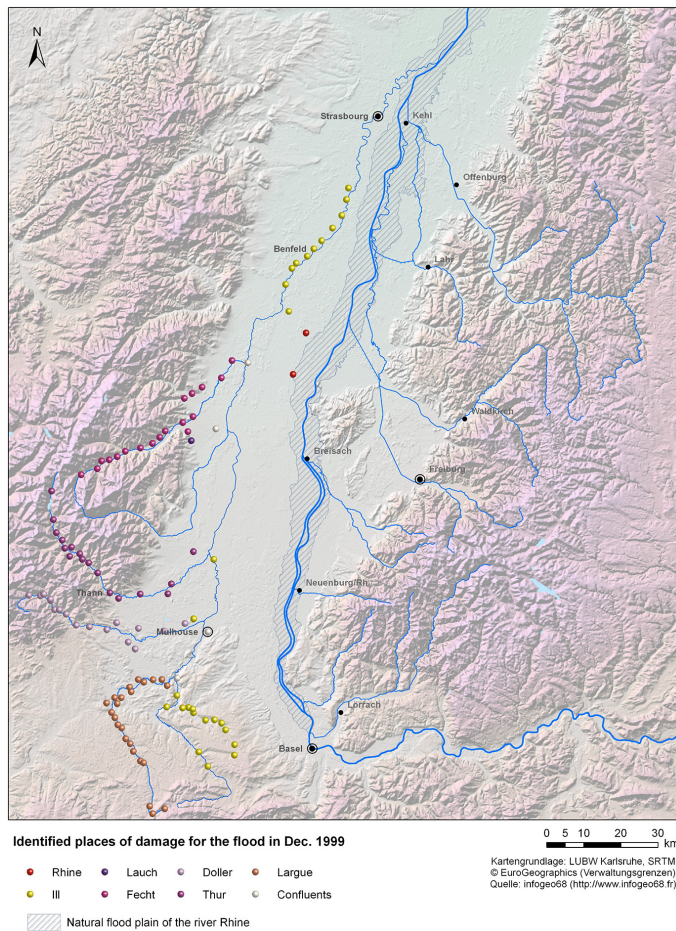 N
Strasbourg
Kehl
Offenburg
Benfeld
Lahr
Waldkirch
Breisach
Freiburg
Thann
Neuenburg/Rh.
Mulhouse
Lörrach
Basel
Identified places of damage for the flood in Dec. 1999
0 5 10 20 30
km
Rhine Lauch Doller Largue
Ill Fecht Thur Confluents
Natural flood plain of the river Rhine
Kartengrundlage: LUBW Karlsruhe, SRTM
© EuroGeographics (Verwaltungsgrenzen)
Quelle: infogeo68 (http://www.infogeo68.fr)